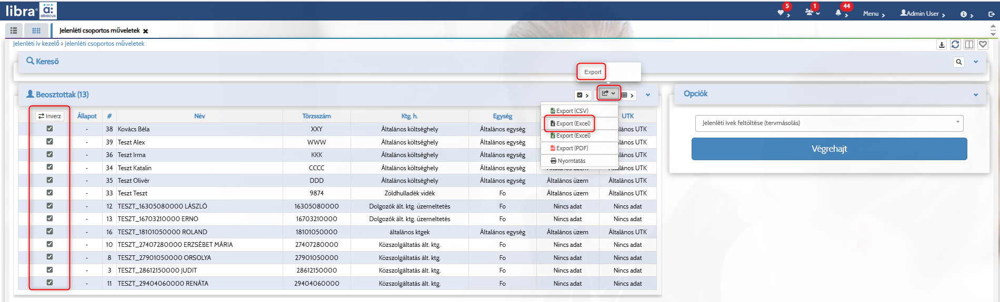 libra® a: abacus
5 1 44 Menu Admin User
Jelenléti csoportos műveletek
Jelenléti ív kezelő > Jelenléti csoportos műveletek
Kereső
Export
Beosztottak (13)
Opciók
Inverz Állapot # Név Törzsszám Ktg. h. Egység UTK
Export (CSV)
Export (Excel)
Export (Excel)
Export (PDF)
Nyomtatás
- 38 Kovács Béla XXY Általános költséghely Általános egység lános UTK
- 39 Teszt Alex WWW Általános költséghely Általános egység lános UTK
- 36 Teszt Irma KKK Általános költséghely Általános egység lános UTK
- 34 Teszt Katalin CCCC Általános költséghely Általános egység Általános üzem Általános UTK
- 35 Teszt Olivér DDD Általános költséghely Általános egység Általános üzem Általános UTK
- 33 Teszt Teszt 9874 Zöldhulladék vidék Fo Általános üzem Általános UTK
- 12 TESZT_16305080000 LÁSZLÓ 16305080000 Dolgozók ált. ktg. üzemeltetés Fo Nincs adat Nincs adat
- 13 TESZT_16703210000 ERNO 16703210000 Dolgozók ált. ktg. üzemeltetés Fo Nincs adat Nincs adat
- 16 TESZT_18101050000 ROLAND 18101050000 általános ktgek Általános egység Általános üzem Általános UTK
- 10 TESZT_27407280000 ERZSÉBET MÁRIA 27407280000 Közszolgáltatás ált. ktg. Fo Nincs adat Nincs adat
- 8 TESZT_27901050000 ORSOLYA 27901050000 Közszolgáltatás ált. ktg. Fo Nincs adat Nincs adat
- 3 TESZT_28612150000 JUDIT 28612150000 Közszolgáltatás ált. ktg. Fo Nincs adat Nincs adat
- 11 TESZT_29404060000 RENÁTA 29404060000 Közszolgáltatás ált. ktg. Fo Nincs adat Nincs adat
Jelenléti ívek feltöltése (tervmásolás)
Végrehajt